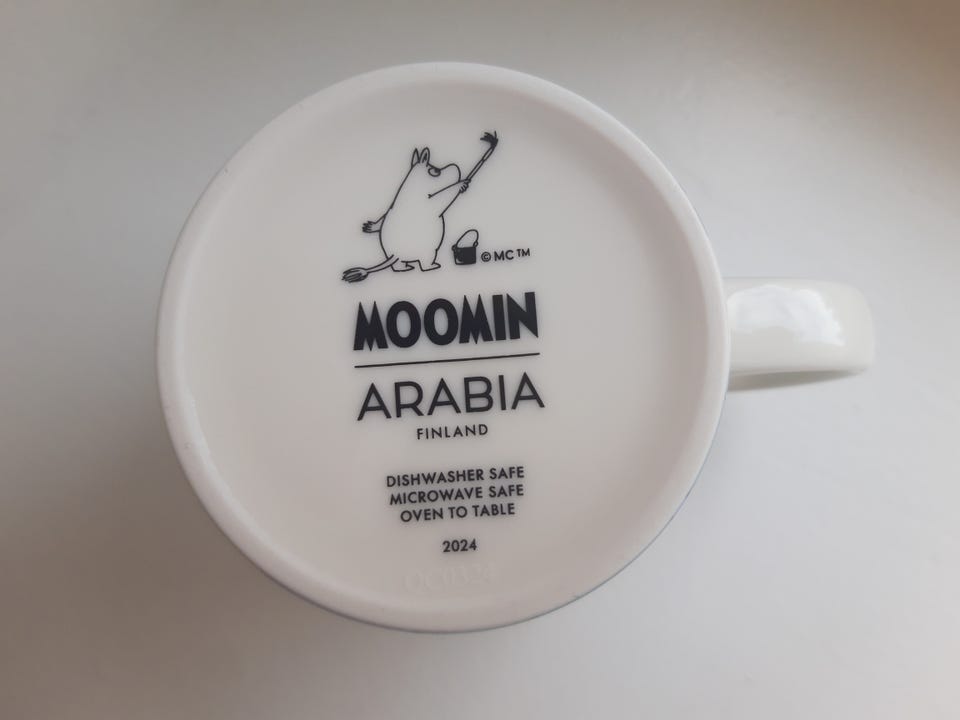 © MC ™
MOOMIN
ARABIA
FINLAND
DISHWASHER SAFE
MICROWAVE SAFE
OVEN TO TABLE
2024